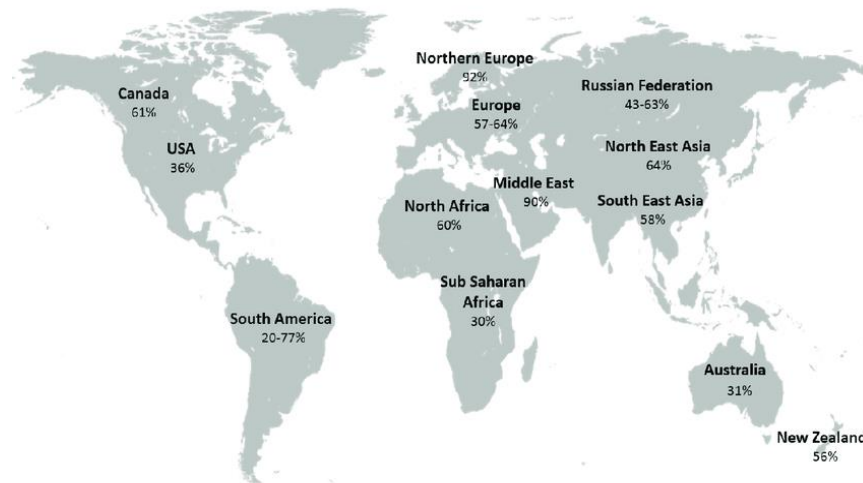 Northern Europe
92%
Canada
61%
Russian Federation
43-63%
Europe
57-64%
USA
36%
North East Asia
64%
Middle East
90%
South East Asia
58%
North Africa
60%
Sub Saharan
Africa
30%
South America
20-77%
Australia
31%
New Zealand
56%